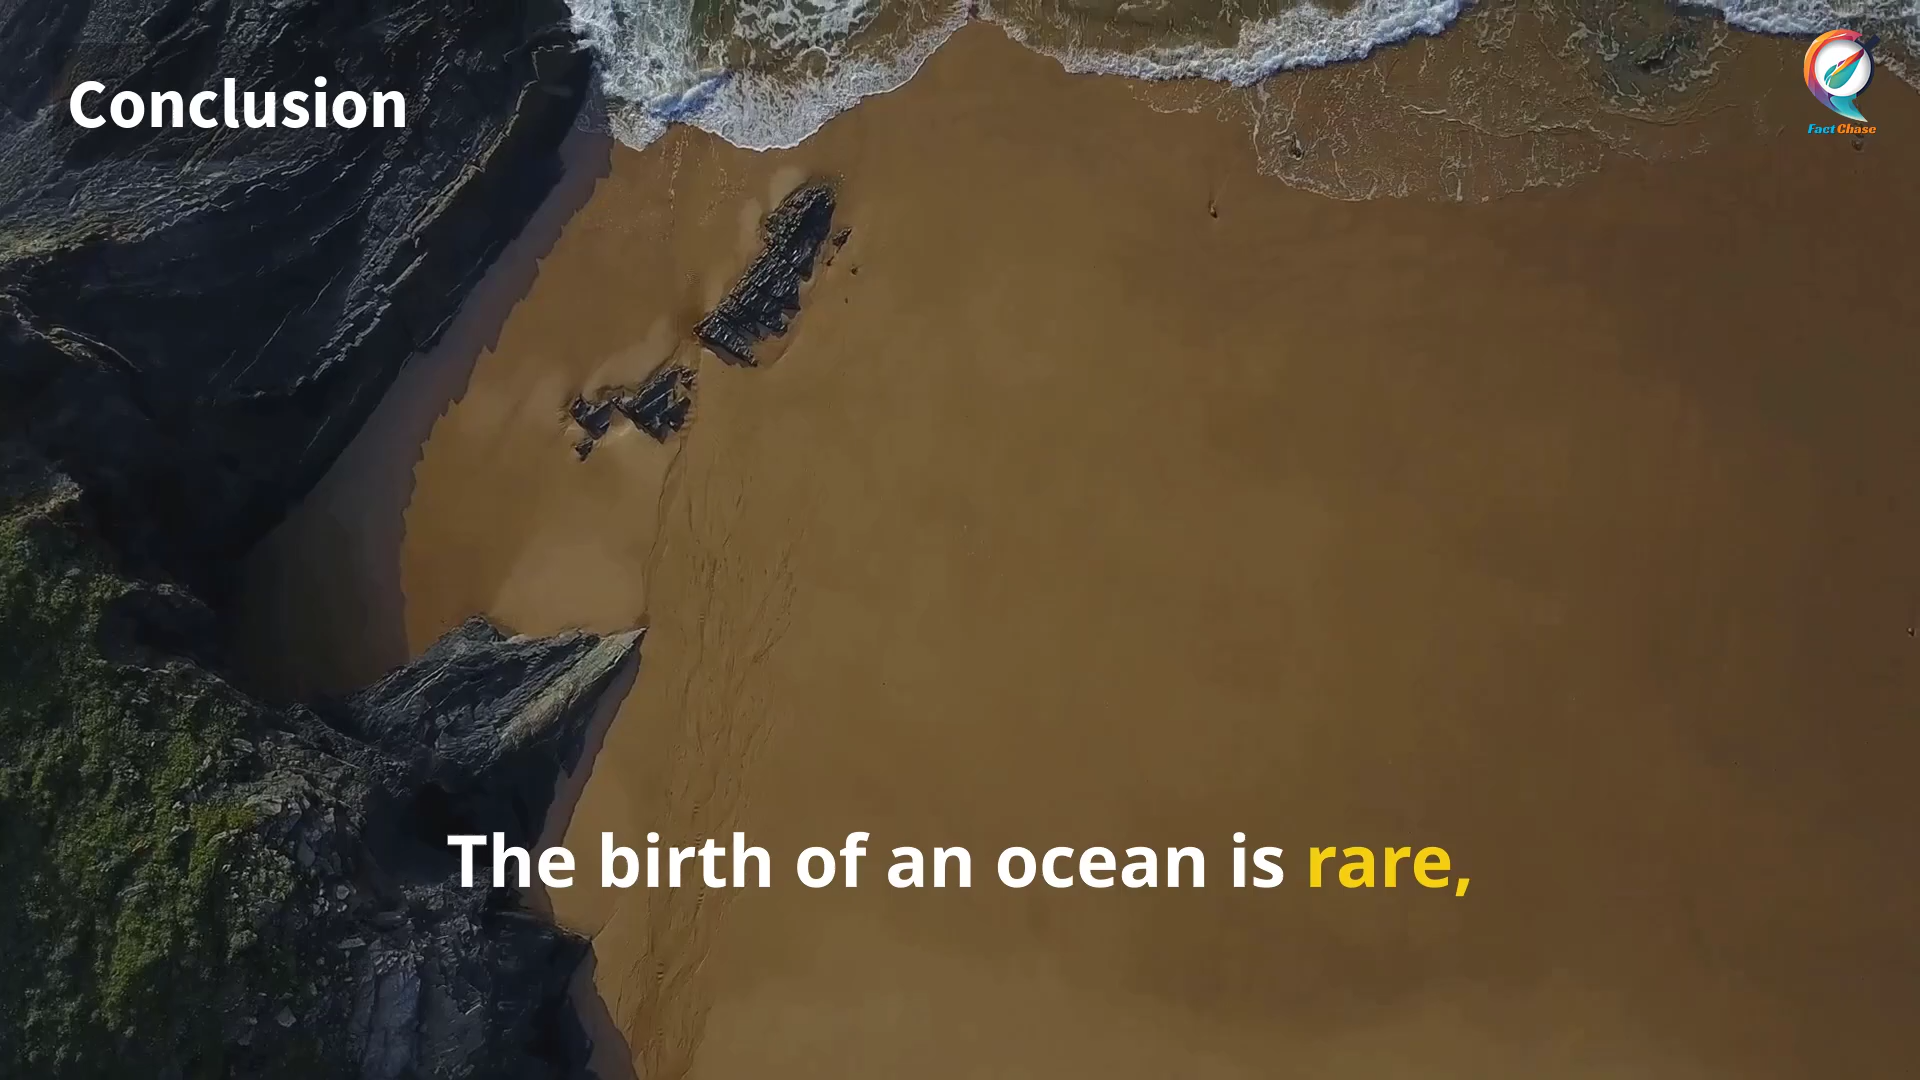 Conclusion
Fact Chase
The birth of an ocean is rare,